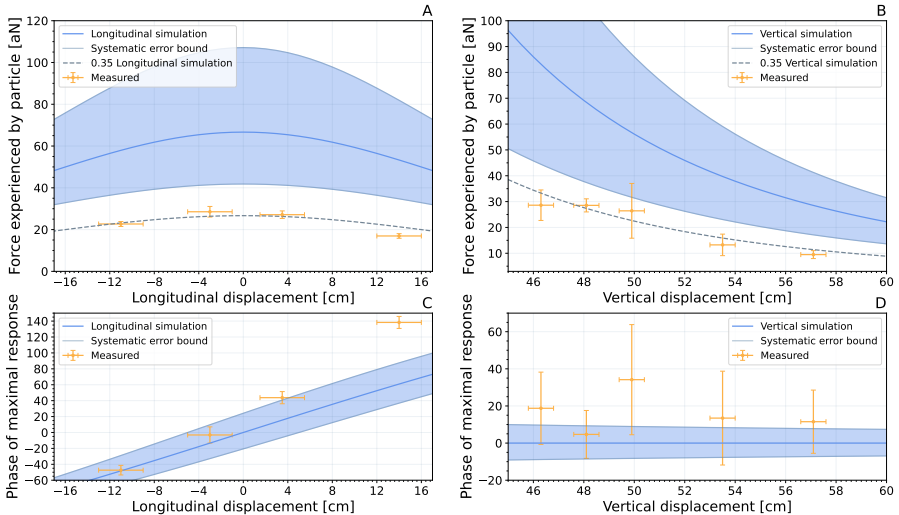 A
Force experienced by particle [aN]
120
100
80
60
40
20
0
Longitudinal simulation
Systematic error bound
0.35 Longitudinal simulation
Measured
−16 −12 −8 −4 0 4 8 12 16
Longitudinal displacement [cm]
B
Force experienced by particle [aN]
100
90
80
70
60
50
40
30
20
10
Vertical simulation
Systematic error bound
0.35 Vertical simulation
Measured
46 48 50 52 54 56 58 60
Vertical displacement [cm]
C
Phase of maximal response
140
120
100
80
60
40
20
0
−20
−40
−60
Longitudinal simulation
Systematic error bound
Measured
−16 −12 −8 −4 0 4 8 12 16
Longitudinal displacement [cm]
D
Phase of maximal response
60
40
20
0
−20
Vertical simulation
Systematic error bound
Measured
46 48 50 52 54 56 58 60
Vertical displacement [cm]